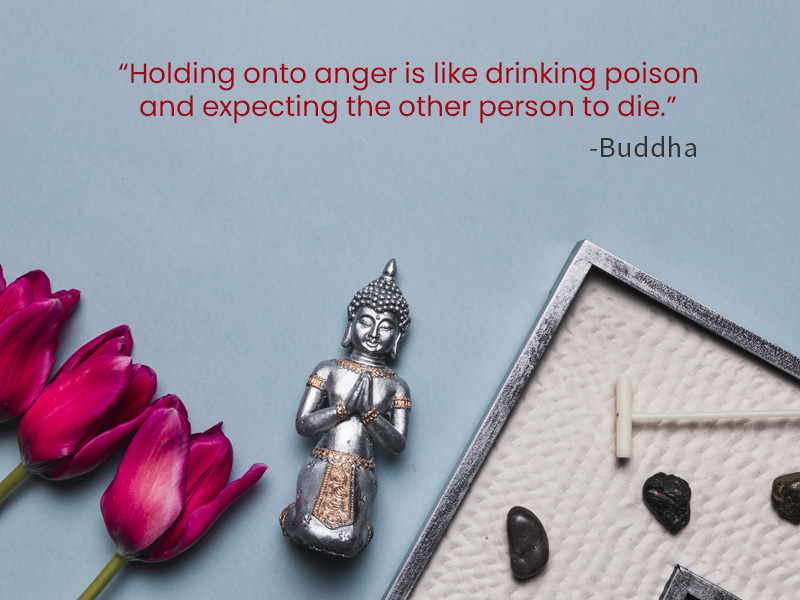 “Holding onto anger is like drinking poison
and expecting the other person to die.”
-Buddha